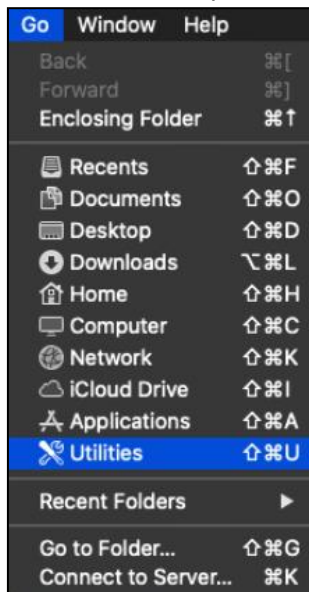 Go Window Help
Back ⌘[
Forward ⌘]
Enclosing Folder ⌘↑
Recents ⇧⌘F
Documents ⇧⌘O
Desktop ⇧⌘D
Downloads ⌥⌘L
Home ⇧⌘H
Computer ⇧⌘C
Network ⇧⌘K
iCloud Drive ⇧⌘I
Applications ⇧⌘A
Utilities ⇧⌘U
Recent Folders ▶
Go to Folder... ⇧⌘G
Connect to Server... ⌘K